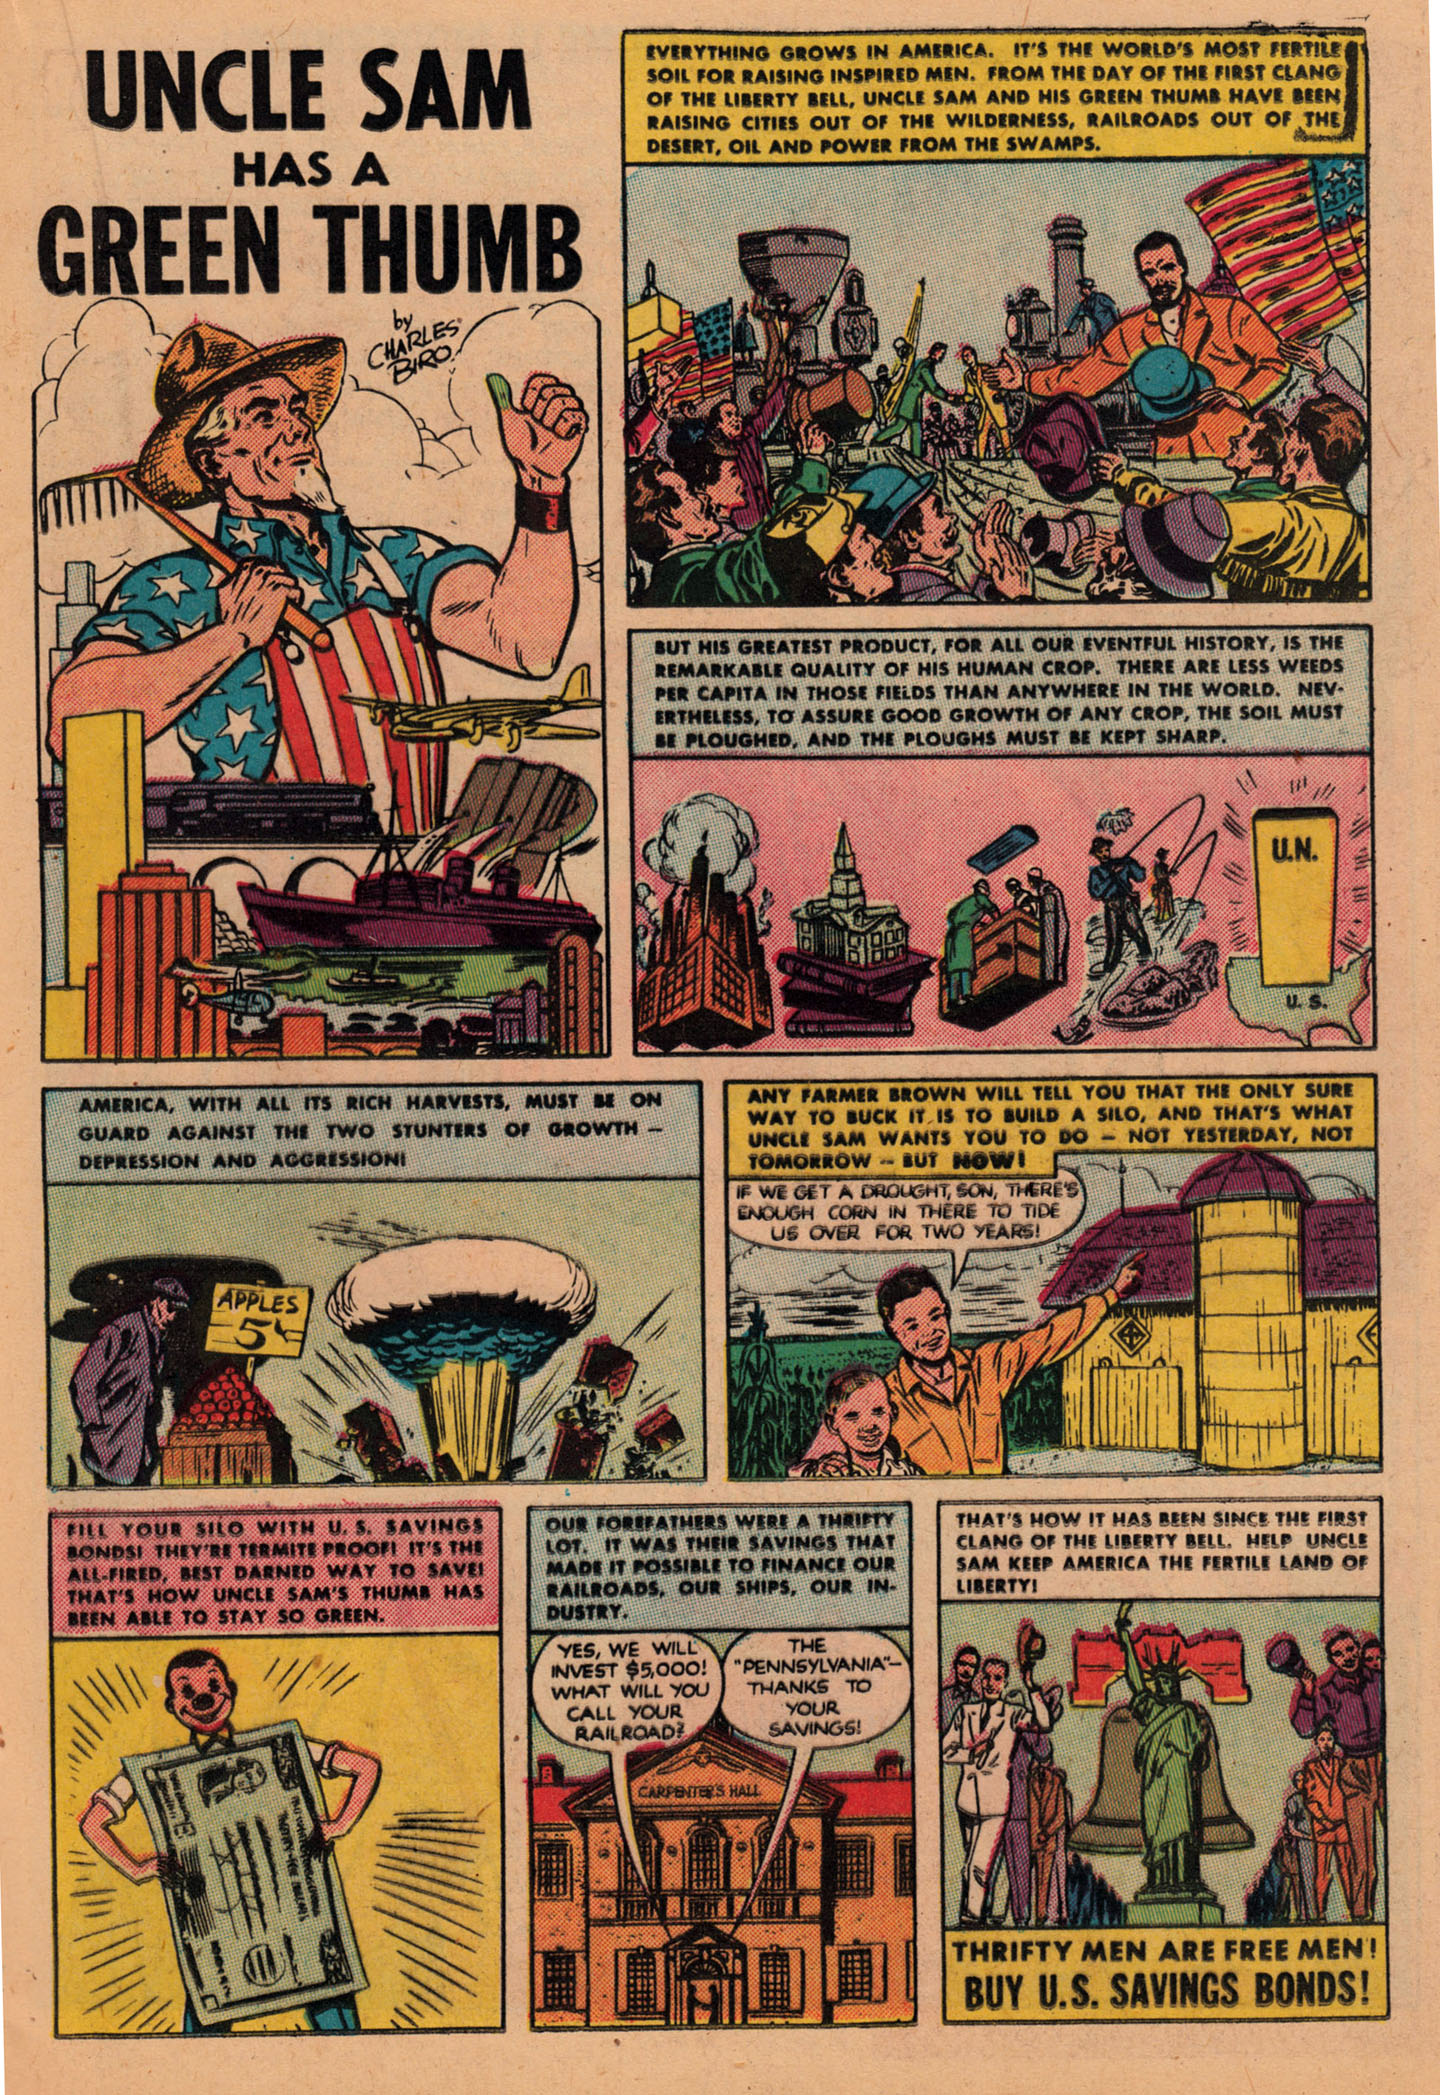 UNCLE SAM
HAS A
GREEN THUMB
by
CHARLES
BIRO
EVERYTHING GROWS IN AMERICA. IT'S THE WORLD'S MOST FERTILE
SOIL FOR RAISING INSPIRED MEN. FROM THE DAY OF THE FIRST CLANG
OF THE LIBERTY BELL, UNCLE SAM AND HIS GREEN THUMB HAVE BEEN
RAISING CITIES OUT OF THE WILDERNESS, RAILROADS OUT OF THE
DESERT, OIL AND POWER FROM THE SWAMPS.
BUT HIS GREATEST PRODUCT, FOR ALL OUR EVENTFUL HISTORY, IS THE
REMARKABLE QUALITY OF HIS HUMAN CROP. THERE ARE LESS WEEDS
PER CAPITA IN THOSE FIELDS THAN ANYWHERE IN THE WORLD. NEV-
ERTHELESS, TO ASSURE GOOD GROWTH OF ANY CROP, THE SOIL MUST
BE PLOUGHED, AND THE PLOUGHS MUST BE KEPT SHARP.
U.N.
U. S.
AMERICA, WITH ALL ITS RICH HARVESTS, MUST BE ON
GUARD AGAINST THE TWO STUNTERS OF GROWTH —
DEPRESSION AND AGGRESSION!
APPLES
5¢
ANY FARMER BROWN WILL TELL YOU THAT THE ONLY SURE
WAY TO BUCK IT IS TO BUILD A SILO, AND THAT'S WHAT
UNCLE SAM WANTS YOU TO DO — NOT YESTERDAY, NOT
TOMORROW — BUT NOW!
IF WE GET A DROUGHT, SON, THERE'S
ENOUGH CORN IN THERE TO TIDE
US OVER FOR TWO YEARS!
FILL YOUR SILO WITH U. S. SAVINGS
BONDS! THEY'RE TERMITE PROOF! IT'S THE
ALL-FIRED, BEST DARNED WAY TO SAVE!
THAT'S HOW UNCLE SAM'S THUMB HAS
BEEN ABLE TO STAY SO GREEN.
OUR FOREFATHERS WERE A THRIFTY
LOT. IT WAS THEIR SAVINGS THAT
MADE IT POSSIBLE TO FINANCE OUR
RAILROADS, OUR SHIPS, OUR IN-
DUSTRY.
YES, WE WILL
INVEST $5,000!
WHAT WILL YOU
CALL YOUR
RAILROAD?
THE
"PENNSYLVANIA"—
THANKS TO
YOUR
SAVINGS!
CARPENTER'S HALL
THAT'S HOW IT HAS BEEN SINCE THE FIRST
CLANG OF THE LIBERTY BELL. HELP UNCLE
SAM KEEP AMERICA THE FERTILE LAND OF
LIBERTY!
THRIFTY MEN ARE FREE MEN!
BUY U.S. SAVINGS BONDS!